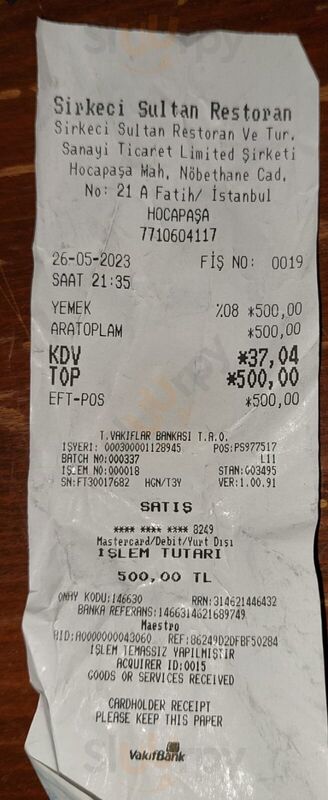 Sirkeci Sultan Restoran
Sirkeci Sultan Restoran Ve Tur.
Sanayi Ticaret Limited Şirketi
Hocapaşa Mah. Nöbethane Cad.
No: 21 A Fatih/ İstanbul
HOCAPAŞA
7710604117
26-05-2023 FİŞ NO: 0019
SAAT 21:35
YEMEK %08 *500,00
ARATOPLAM *500,00
KDV *37,04
TOP *500,00
EFT-POS *500,00
T.VAKIFLAR BANKASI T.A.O.
İŞYERİ: 000300001128945 POS:PS977517
BATCH NO:000337 L11
İŞLEM NO:000018 STAN:003495
SN:FT30017682 HGN/T3Y VER:1.00.91
SATIŞ
**** **** **** 8249
Mastercard/Debit/Yurt Dışı
İŞLEM TUTARI
500,00 TL
ONAY KODU:146630 RRN:314621446432
BANKA REFERANS:14663146216897​49
Maestro
AID:A0000000043060 REF:86249D2DFBF50284
İŞLEM TEMASSIZ YAPILMIŞTIR
ACQUIRER ID:0015
GOODS OR SERVICES RECEIVED
CARDHOLDER RECEIPT
PLEASE KEEP THIS PAPER
VakıfBank